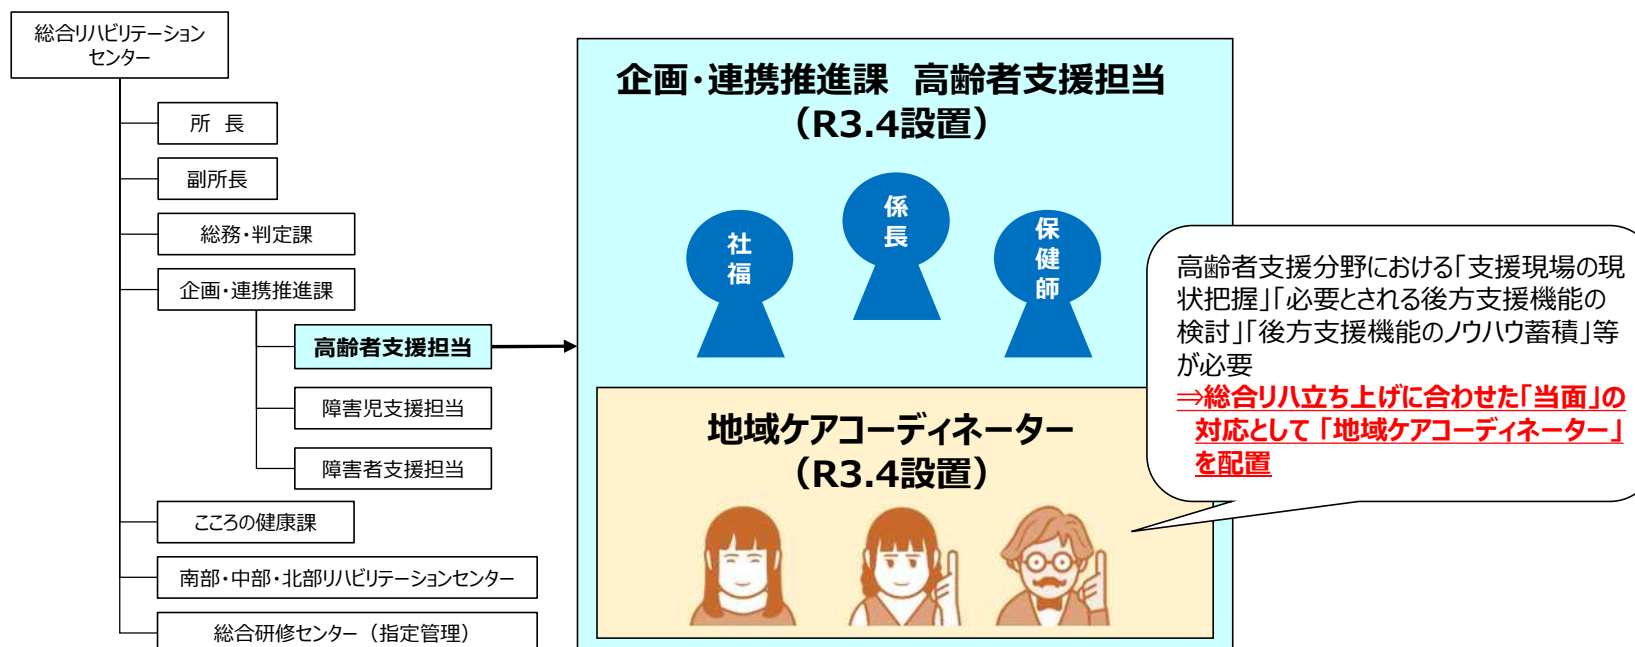 総合リハビリテーション
センター
所　長
副所長
総務・判定課
企画・連携推進課
高齢者支援担当
障害児支援担当
障害者支援担当
こころの健康課
南部・中部・北部リハビリテーションセンター
総合研修センター（指定管理）
企画・連携推進課　高齢者支援担当
（R3.4設置）
社福
係長
保健師
地域ケアコーディネーター
（R3.4設置）
高齢者支援分野における「支援現場の現
状把握」「必要とされる後方支援機能の
検討」「後方支援機能のノウハウ蓄積」等
が必要
⇒総合リハ立ち上げに合わせた「当面」の
対応として「地域ケアコーディネーター」
を配置